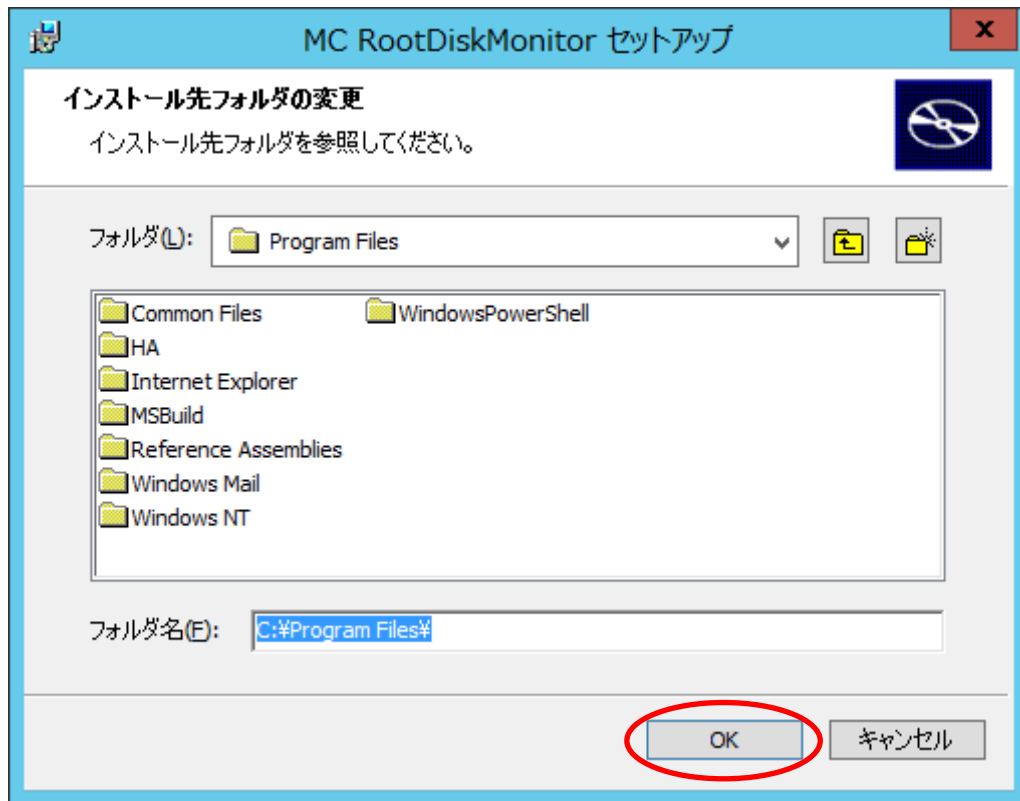 MC RootDiskMonitor セットアップ
インストール先フォルダの変更
インストール先フォルダを参照してください。
フォルダ(L): Program Files
Common Files WindowsPowerShell
HA
Internet Explorer
MSBuild
Reference Assemblies
Windows Mail
Windows NT
フォルダ名(F): C:¥Program Files¥
OK キャンセル